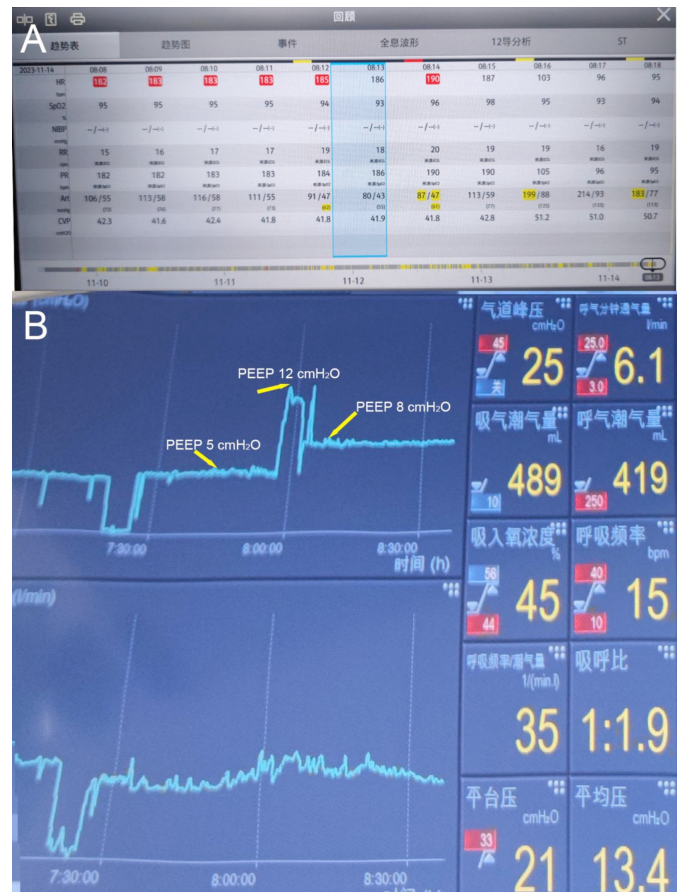 回顾
A
趋势表 趋势图 事件 全息波形 12导分析 ST
2023-11-14 08:08 08:09 08:10 08:11 08:12 08:13 08:14 08:15 08:16 08:17 08:18
HR 182 183 183 183 185 186 190 187 103 96 95
bpm
SpO2 95 95 95 95 94 93 96 98 95 93 94
%
NIBP
mmHg
RR 15 16 17 17 19 18 20 19 19 16 19
rpm
PR 182 182 183 183 184 186 190 190 105 96 95
bpm
Art 106/55 113/58 116/58 111/55 91/47 80/43 87/47 113/59 199/88 214/93 183/77
mmHg
CVP 42.3 41.6 42.4 41.8 41.8 41.9 41.8 42.8 51.2 51.0 50.7
cmH2O
11-10 11-11 11-12 11-13 11-14 08:13
B
(cmH₂O)
PEEP 12 cmH₂O
PEEP 8 cmH₂O
PEEP 5 cmH₂O
7:30:00 8:00:00 8:30:00
时间 (h)
(l/min)
7:30:00 8:00:00 8:30:00
气道峰压
cmH₂O
45
关
25
呼气分钟通气量
l/min
25.0
3.0
6.1
吸气潮气量
mL
10
489
呼气潮气量
mL
250
419
吸入氧浓度
%
56
44
45
呼吸频率
bpm
40
10
15
呼吸频率/潮气量
1/(min.l)
35
吸呼比
1:1.9
平台压
cmH₂O
33
21
平均压
cmH₂O
13.4